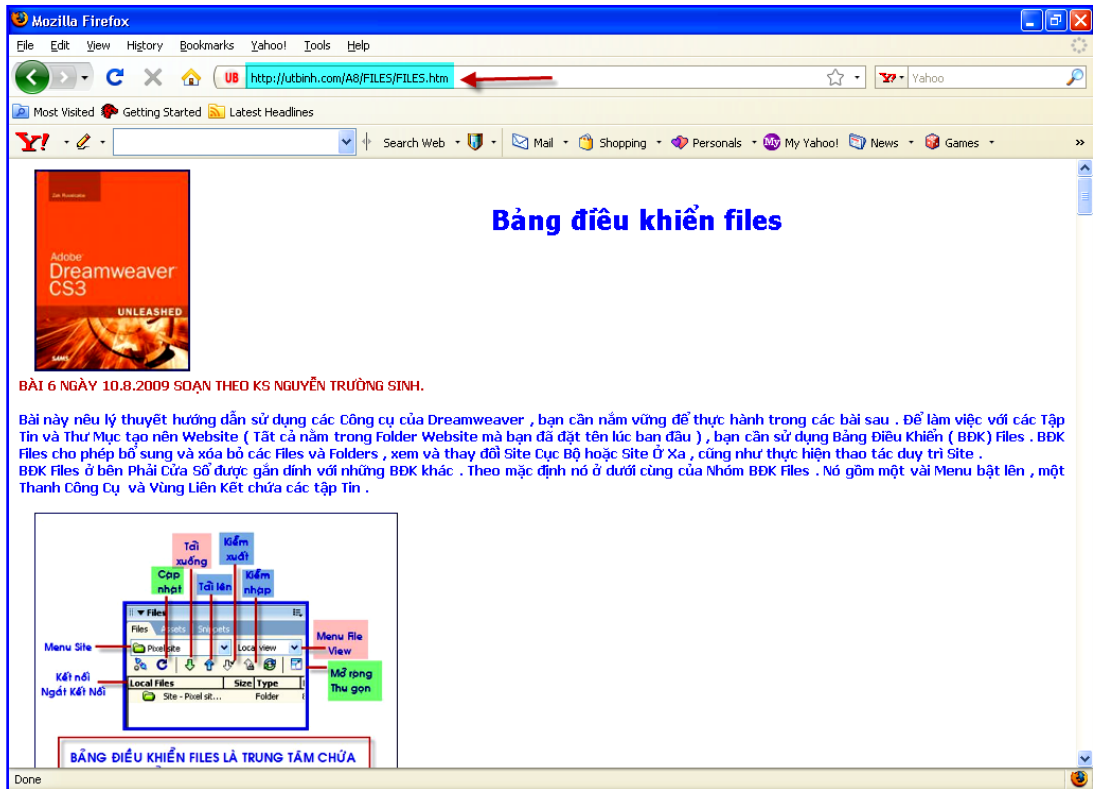 Mozilla Firefox
File Edit View History Bookmarks Yahoo! Tools Help
UB http://utbinh.com/A8/FILES/FILES.htm Yahoo
Most Visited Getting Started Latest Headlines
Y! Search Web Mail Shopping Personals My Yahoo! News Games »
Adobe
Dreamweaver
CS3
UNLEASHED
SAMS
Bảng điều khiển files
BÀI 6 NGÀY 10.8.2009 SOẠN THEO KS NGUYỄN TRƯỜNG SINH.
Bài này nêu lý thuyết hướng dẫn sử dụng các Công cụ của Dreamweaver , bạn cần nắm vững để thực hành trong các bài sau . Để làm việc với các Tập
Tin và Thư Mục tạo nên Website ( Tất cả nằm trong Folder Website mà bạn đã đặt tên lúc ban đầu ) , bạn cần sử dụng Bảng Điều Khiển ( BĐK) Files . BĐK
Files cho phép bổ sung và xóa bỏ các Files và Folders , xem và thay đổi Site Cục Bộ hoặc Site Ở Xa , cũng như thực hiện thao tác duy trì Site .
BĐK Files ở bên Phải Cửa Sổ được gắn dính với những BĐK khác . Theo mặc định nó ở dưới cùng của Nhóm BĐK Files . Nó gồm một vài Menu bật lên , một
Thanh Công Cụ và Vùng Liên Kết chứa các tập Tin .
Tải
xuống
Kiểm
xuất
Cập
nhật
Tải lên
Kiểm
nhập
Files
Files Assets Snippets
Menu Site
Pixel site Local view
Menu File
View
Kết nối
Ngắt Kết Nối
Mở rộng
Thu gọn
Local Files Size Type
Site - Pixel sit... Folder
BẢNG ĐIỀU KHIỂN FILES LÀ TRUNG TÂM CHỨA
Done